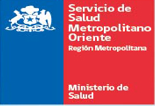 Servicio de
Salud
Metropolitano
Oriente
Región Metropolitana
Ministerio de
Salud